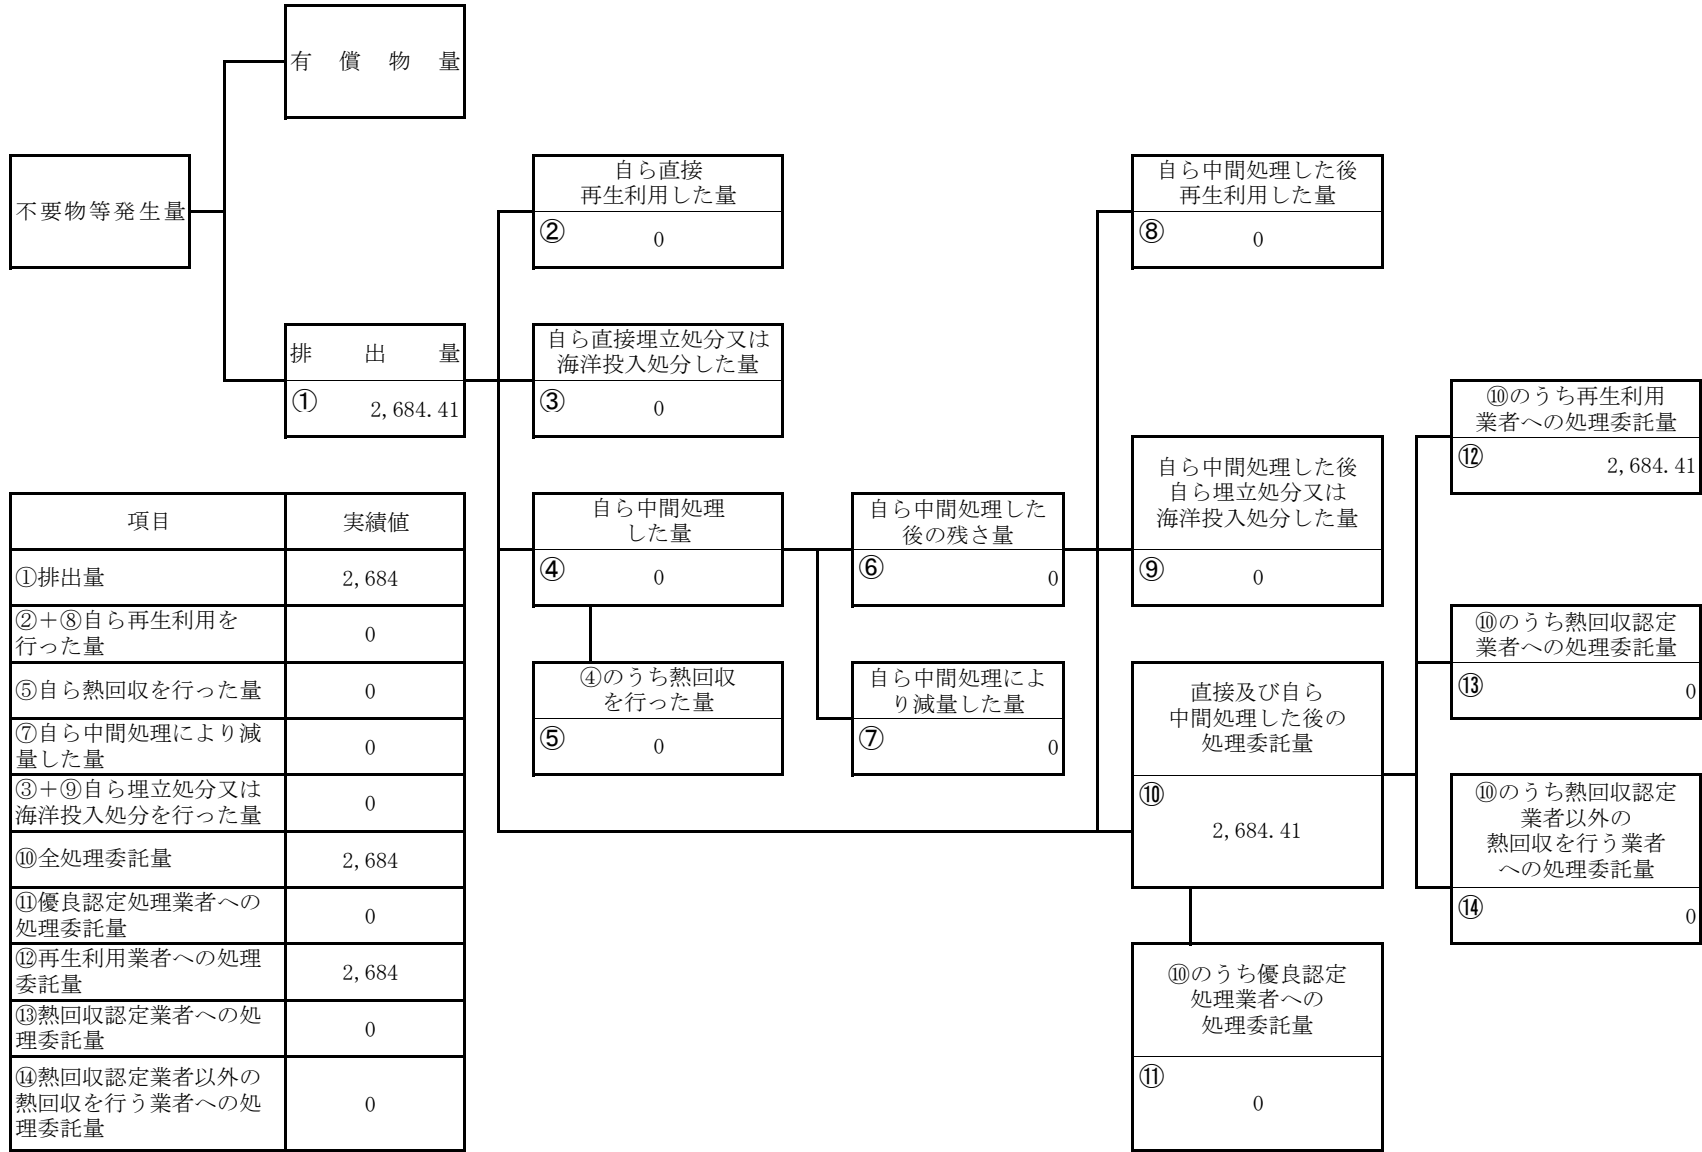 有償物量
不要物等発生量
排出量
① 2,684.41
自ら直接
再生利用した量
② 0
自ら直接埋立処分又は
海洋投入処分した量
③ 0
自ら中間処理
した量
④ 0
④のうち熱回収
を行った量
⑤ 0
自ら中間処理した
後の残さ量
⑥ 0
自ら中間処理によ
り減量した量
⑦ 0
自ら中間処理した後
再生利用した量
⑧ 0
自ら中間処理した後
自ら埋立処分又は
海洋投入処分した量
⑨ 0
直接及び自ら
中間処理した後の
処理委託量
⑩
2,684.41
⑩のうち優良認定
処理業者への
処理委託量
⑪
0
⑩のうち再生利用
業者への処理委託量
⑫ 2,684.41
⑩のうち熱回収認定
業者への処理委託量
⑬ 0
⑩のうち熱回収認定
業者以外の
熱回収を行う業者
への処理委託量
⑭ 0
項目 実績値
①排出量 2,684
②+⑧自ら再生利用を
行った量 0
⑤自ら熱回収を行った量 0
⑦自ら中間処理により減
量した量 0
③+⑨自ら埋立処分又は
海洋投入処分を行った量 0
⑩全処理委託量 2,684
⑪優良認定処理業者への
処理委託量 0
⑫再生利用業者への処理
委託量 2,684
⑬熱回収認定業者への処
理委託量 0
⑭熱回収認定業者以外の
熱回収を行う業者への処
理委託量 0